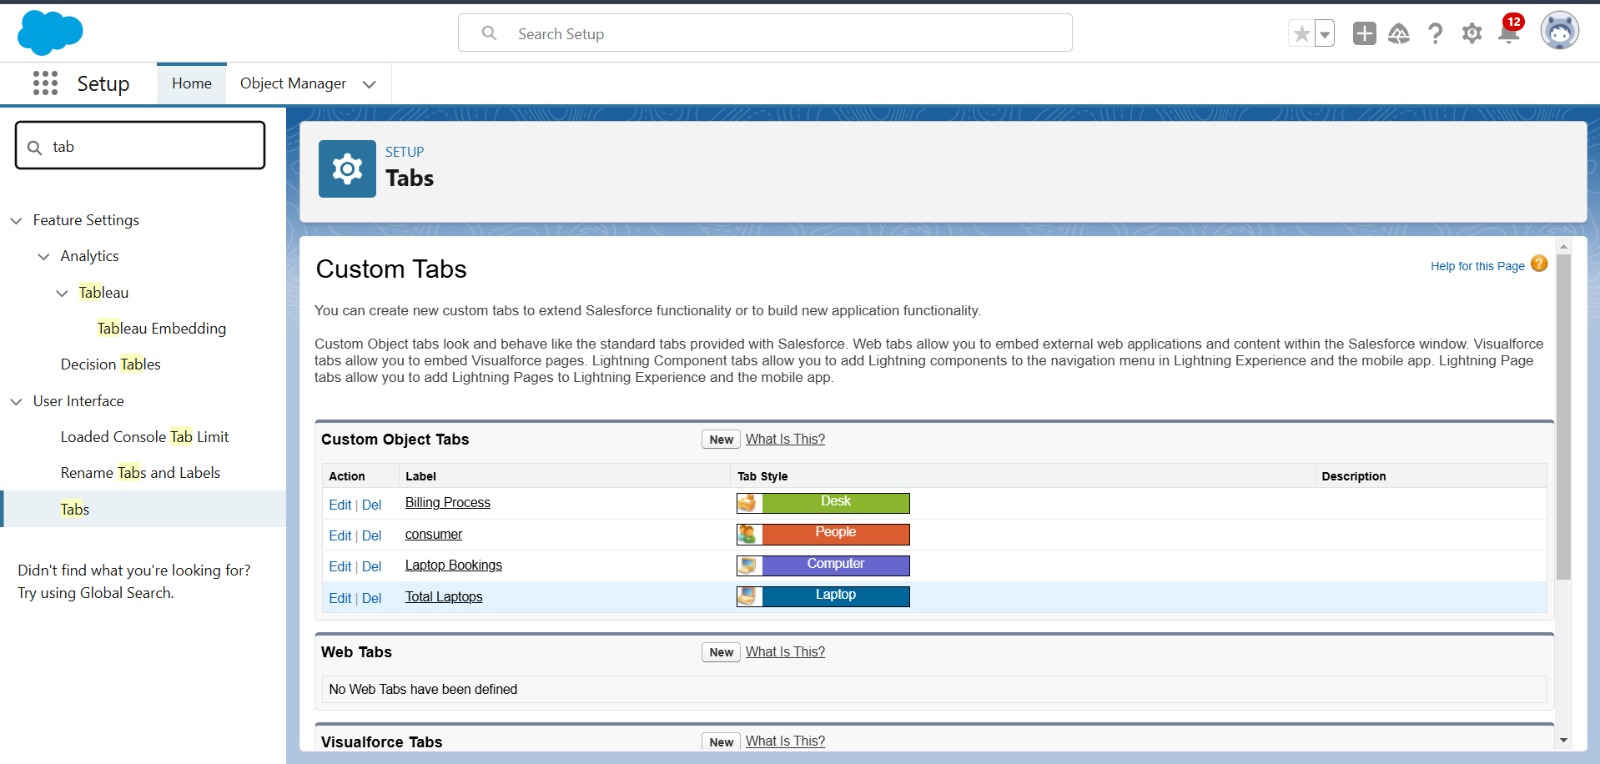 Search Setup
12
Setup
Home
Object Manager
tab
Feature Settings
Analytics
Tableau
Tableau Embedding
Decision Tables
User Interface
Loaded Console Tab Limit
Rename Tabs and Labels
Tabs
Didn't find what you're looking for?
Try using Global Search.
SETUP
Tabs
Custom Tabs
Help for this Page ?
You can create new custom tabs to extend Salesforce functionality or to build new application functionality.
Custom Object tabs look and behave like the standard tabs provided with Salesforce. Web tabs allow you to embed external web applications and content within the Salesforce window. Visualforce
tabs allow you to embed Visualforce pages. Lightning Component tabs allow you to add Lightning components to the navigation menu in Lightning Experience and the mobile app. Lightning Page
tabs allow you to add Lightning Pages to Lightning Experience and the mobile app.
Custom Object Tabs New What Is This?
Action Label Tab Style Description
Edit | Del Billing Process Desk
Edit | Del consumer People
Edit | Del Laptop Bookings Computer
Edit | Del Total Laptops Laptop
Web Tabs New What Is This?
No Web Tabs have been defined
Visualforce Tabs New What Is This?